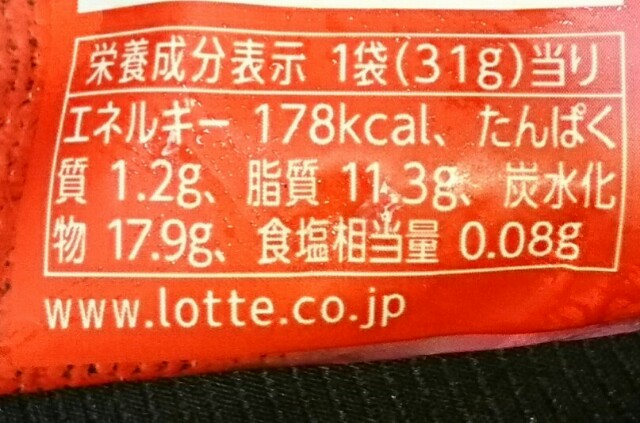 栄養成分表示 1袋(31g)当り
エネルギー 178kcal、たんぱく
質 1.2g、脂質 11.3g、炭水化
物 17.9g、食塩相当量 0.08g
www.lotte.co.jp